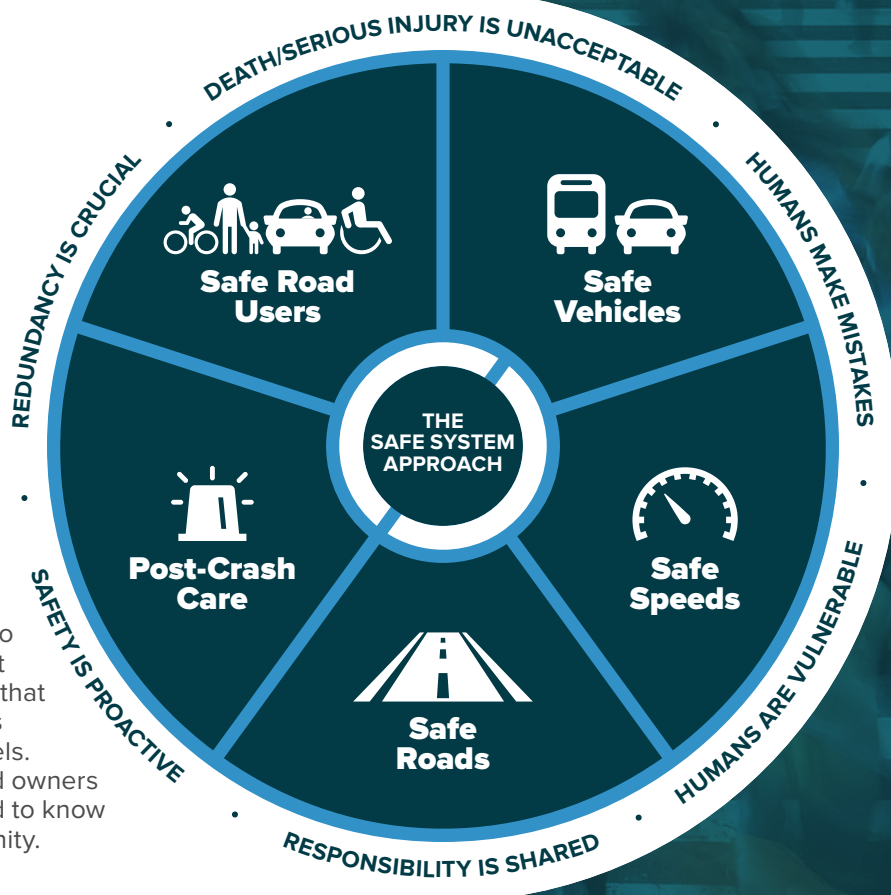 DEATH/SERIOUS INJURY IS UNACCEPTABLE
HUMANS MAKE MISTAKES
HUMANS ARE VULNERABLE
RESPONSIBILITY IS SHARED
SAFETY IS PROACTIVE
REDUNDANCY IS CRUCIAL
Safe Road
Users
Safe
Vehicles
THE
SAFE SYSTEM
APPROACH
Post-Crash
Care
Safe
Speeds
Safe
Roads
that
owners
to know